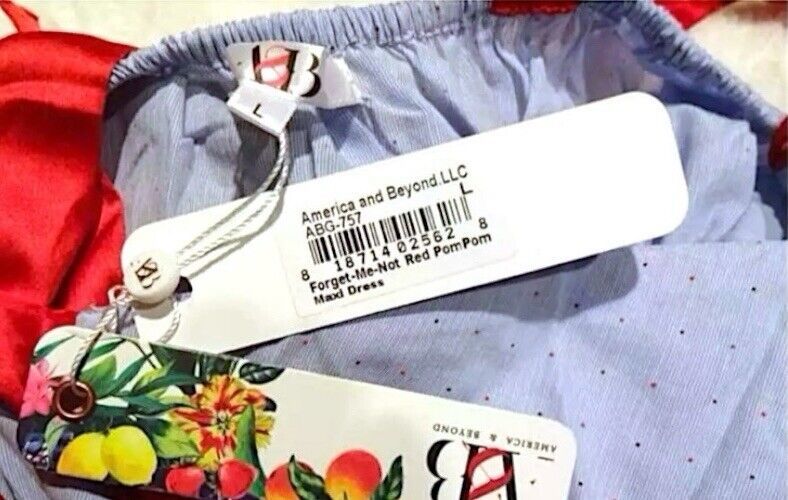 B
L
America and Beyond.LLC
L
ABG-757
8 18714 02562 8
Forget-Me-Not Red PomPom
Maxi Dress
AMERICA & BEYOND
B